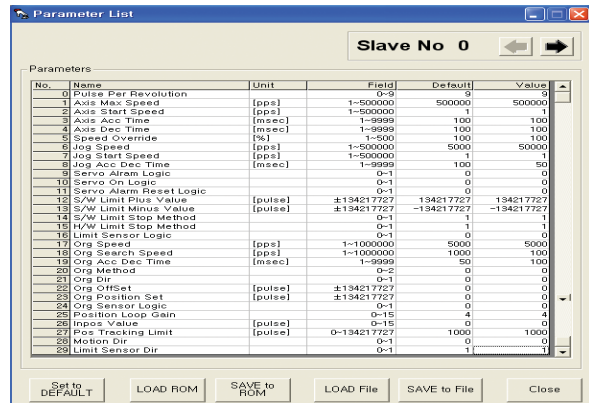 Parameter List
Slave No 0
Parameters
No. Name Unit Field Default Value
0 Pulse Per Revolution 0~9 9 9
1 Axis Max Speed [pps] 1~500000 500000 500000
2 Axis Start Speed [pps] 1~500000 1 1
3 Axis Acc Time [msec] 1~9999 100 100
4 Axis Dec Time [msec] 1~9999 100 100
5 Speed Override [%] 1~500 100 100
6 Jog Speed [pps] 1~500000 5000 50000
7 Jog Start Speed [pps] 1~500000 1 1
8 Jog Acc Dec Time [msec] 1~9999 100 50
9 Servo Alram Logic 0~1 0 0
10 Servo On Logic 0~1 0 0
11 Servo Alarm Reset Logic 0~1 0 0
12 S/W Limit Plus Value [pulse] ±134217727 134217727 134217727
13 S/W Limit Minus Value [pulse] ±134217727 -134217727 -134217727
14 S/W Limit Stop Method 0~1 1 1
15 H/W Limit Stop Method 0~1 1 1
16 Limit Sensor Logic 0~1 0 0
17 Org Speed [pps] 1~1000000 5000 5000
18 Org Search Speed [pps] 1~1000000 1000 100
19 Org Acc Dec Time [msec] 1~9999 50 100
20 Org Method 0~2 0 0
21 Org Dir 0~1 0 0
22 Org OffSet [pulse] ±134217727 0 0
23 Org Position Set [pulse] ±134217727 0 0
24 Org Sensor Logic 0~1 0 0
25 Position Loop Gain 0~15 4 4
26 Inpos Value [pulse] 0~15 0 0
27 Pos Tracking Limit [pulse] 0~134217727 1000 1000
28 Motion Dir 0~1 0 0
29 Limit Sensor Dir 0~1 1 1
Set to DEFAULT LOAD ROM SAVE to ROM LOAD File SAVE to File Close